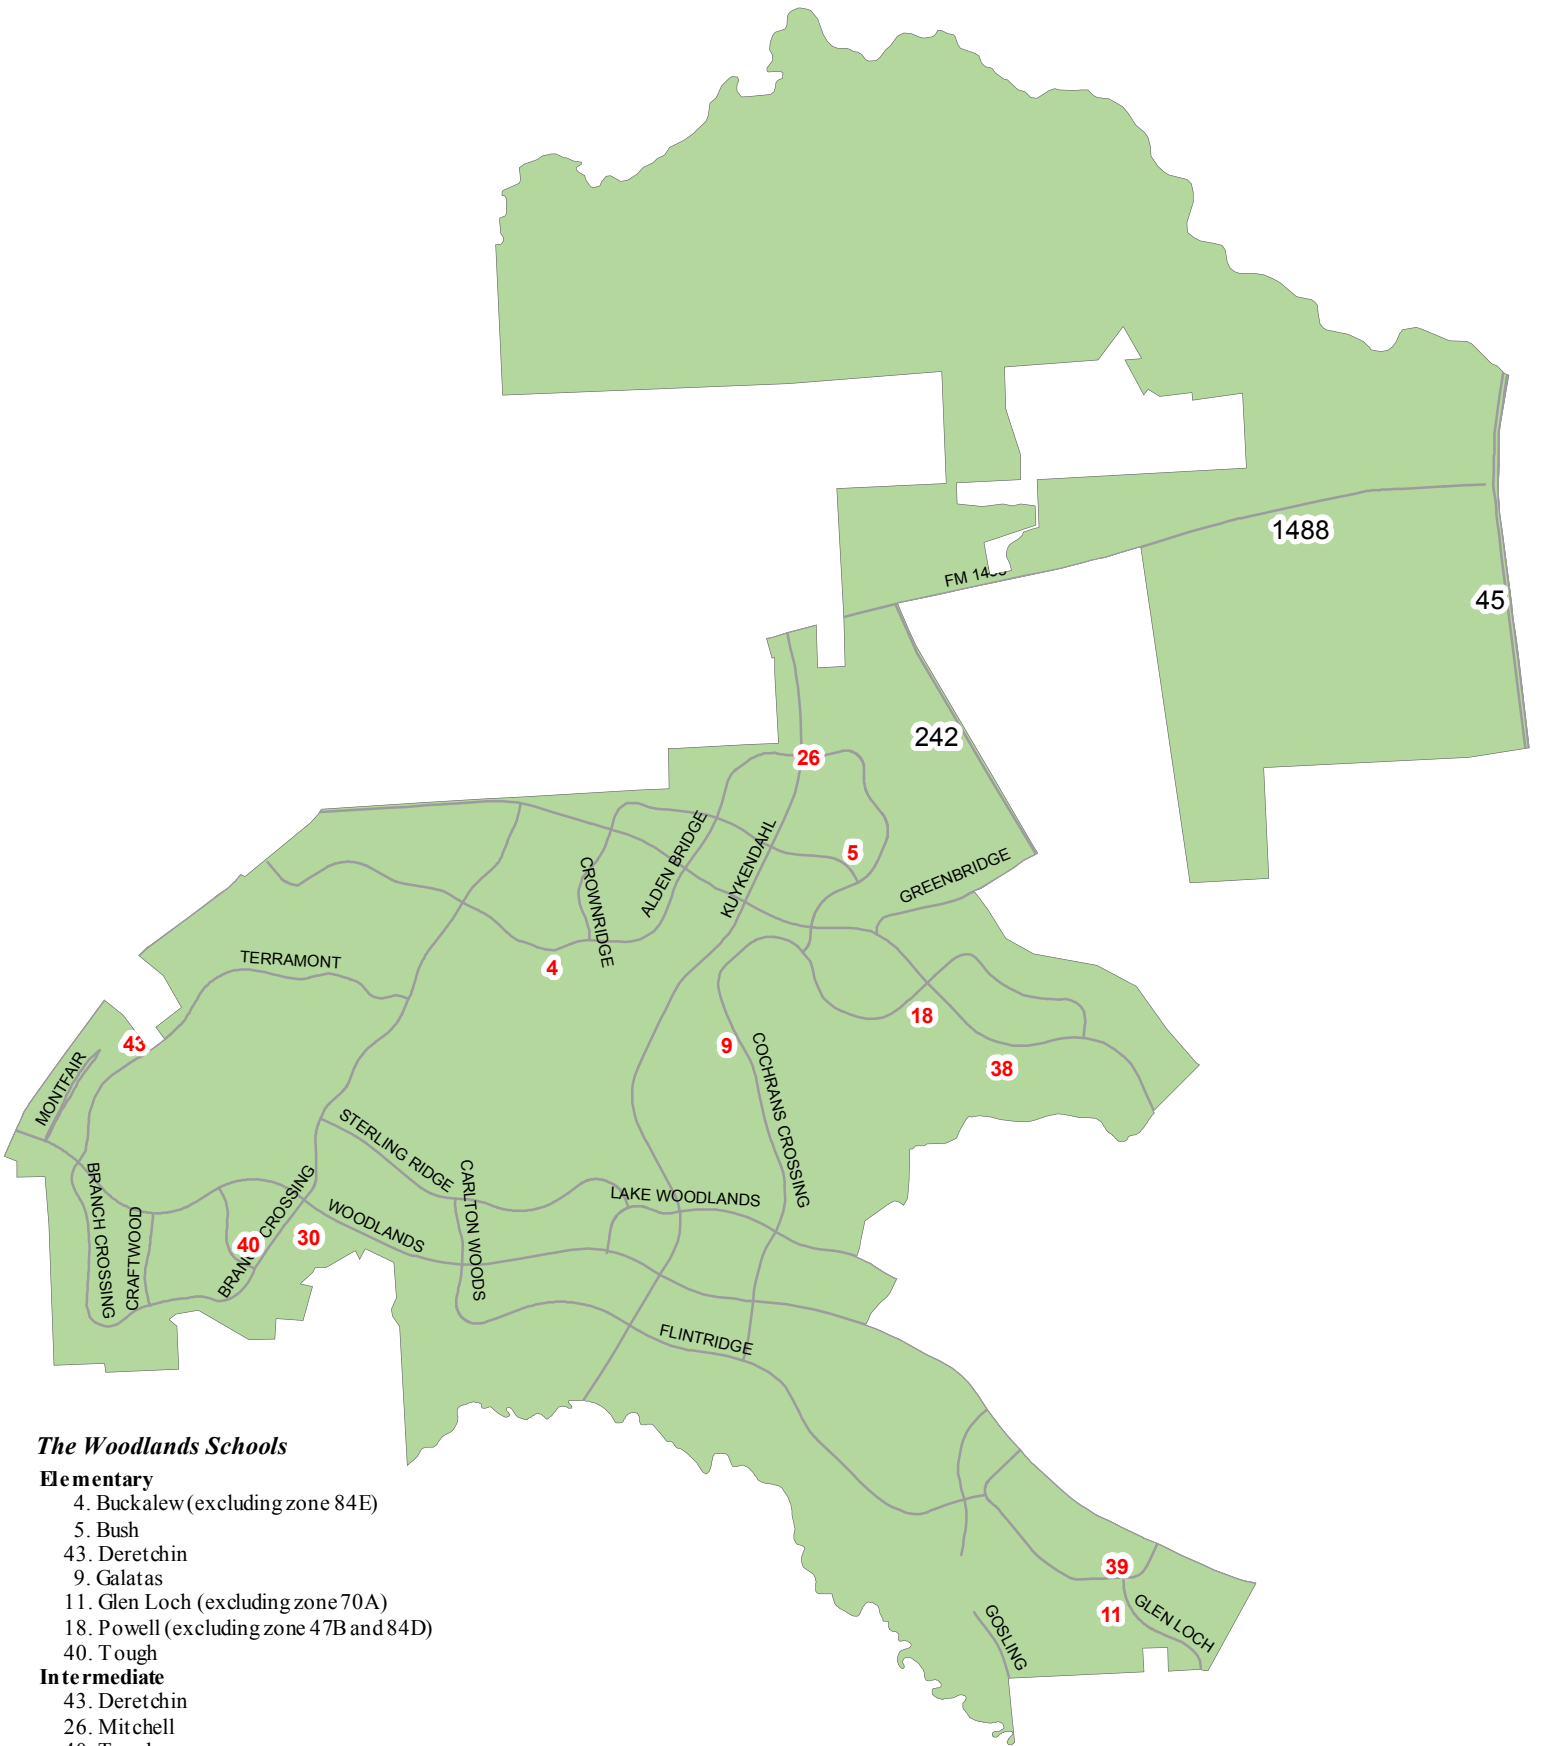 1488
FM 14
45
242
26
ALDEN BRIDGE
KUYKENDAHL
CROWNRIDGE
5
GREENBRIDGE
TERRAMONT
4
18
43
9
COCHRANS CROSSING
38
MONTFAIR
STERLING RIDGE
BRANCH CROSSING
CARLTON WOODS
LAKE WOODLANDS
CRAFTWOOD
CROSSING
WOODLANDS
40
30
FLINTRIDGE
39
11
GLEN LOCH
GOSLING
The Woodlands Schools
Elementary
4. Buckalew (excluding zone 84E)
5. Bush
43. Deretchin
9. Galatas
11. Glen Loch (excluding zone 70A)
18. Powell (excluding zone 47B and 84D)
40. Tough
Intermediate
43. Deretchin
26. Mitchell